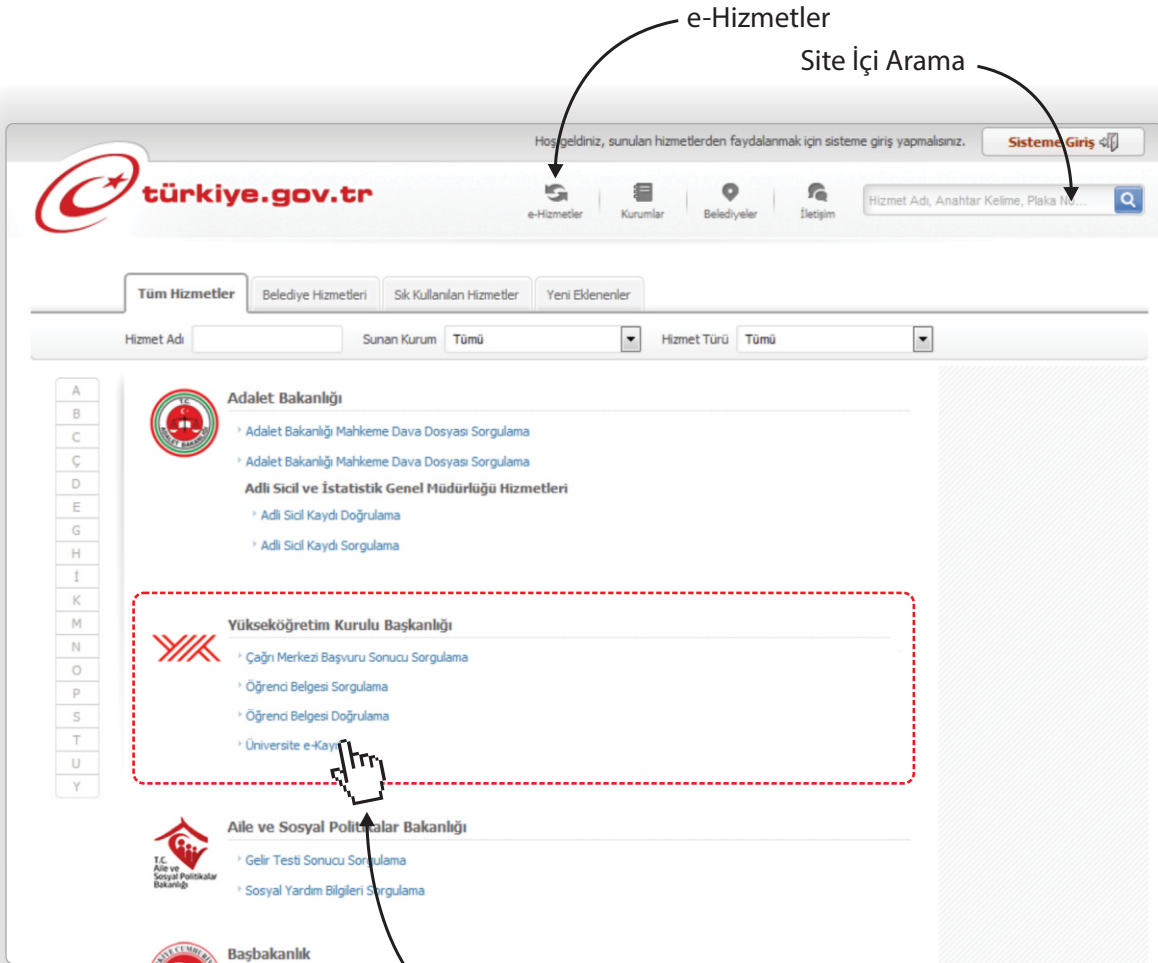 e-Hizmetler
Site İçi Arama
Hoş geldiniz, sunulan hizmetlerden faydalanmak için sisteme giriş yapmalısınız.
Sisteme Giriş
türkiye.gov.tr
e-Hizmetler
Kurumlar
Belediyeler
İletişim
Hizmet Adı, Anahtar Kelime, Plaka No...
Tüm Hizmetler
Belediye Hizmetleri
Sık Kullanılan Hizmetler
Yeni Eklenenler
Hizmet Adı
Sunan Kurum
Tümü
Hizmet Türü
Tümü
A
B
C
Ç
D
E
G
H
İ
K
M
N
O
P
S
T
U
Y
T.C.
ADALET BAKANLIĞI
Adalet Bakanlığı
Adalet Bakanlığı Mahkeme Dava Dosyası Sorgulama
Adalet Bakanlığı Mahkeme Dava Dosyası Sorgulama
Adli Sicil ve İstatistik Genel Müdürlüğü Hizmetleri
Adli Sicil Kaydı Doğrulama
Adli Sicil Kaydı Sorgulama
Yükseköğretim Kurulu Başkanlığı
Çağrı Merkezi Başvuru Sonucu Sorgulama
Öğrenci Belgesi Sorgulama
Öğrenci Belgesi Doğrulama
Üniversite
T.C.
Aile ve
Sosyal Politikalar
Bakanlığı
Aile ve Sosyal Politikalar Bakanlığı
Gelir Testi Sonucu Sorgulama
Sosyal Yardım Bilgileri Sorgulama
Başbakanlık